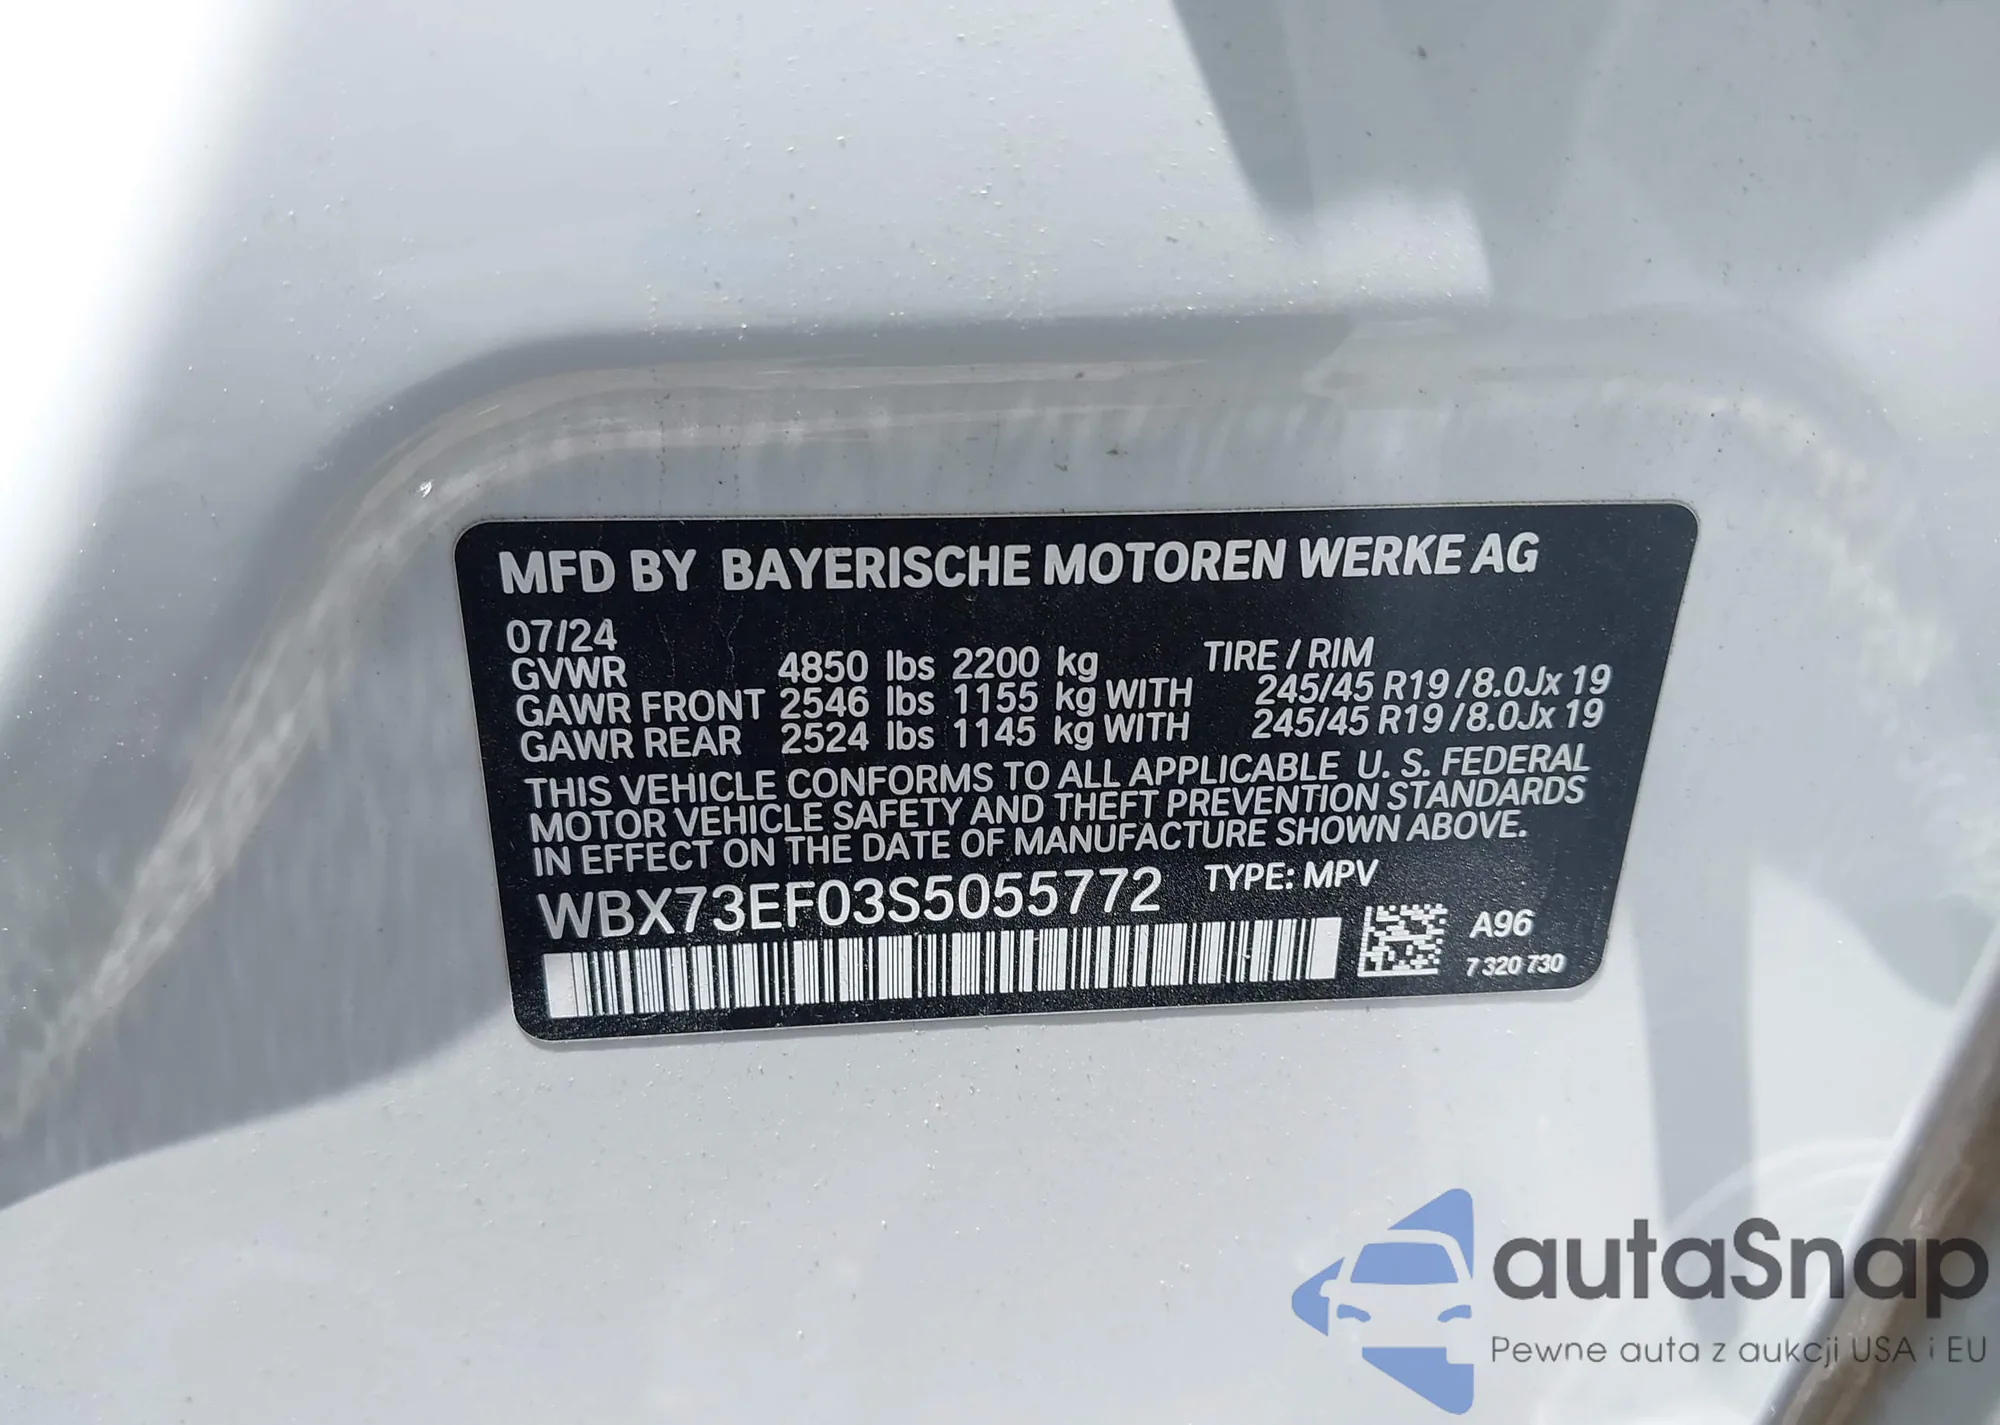 MFD BY BAYERISCHE MOTOREN WERKE AG
07/24
GVWR 4850 lbs 2200 kg TIRE / RIM
GAWR FRONT 2546 lbs 1155 kg WITH 245/45 R19 / 8.0Jx 19
GAWR REAR 2524 lbs 1145 kg WITH 245/45 R19 / 8.0Jx 19
THIS VEHICLE CONFORMS TO ALL APPLICABLE U. S. FEDERAL
MOTOR VEHICLE SAFETY AND THEFT PREVENTION STANDARDS
IN EFFECT ON THE DATE OF MANUFACTURE SHOWN ABOVE.
WBX73EF03S5055772 TYPE: MPV
A96
7 320 730
autaSnap
Pewne auta z aukcji USA i EU